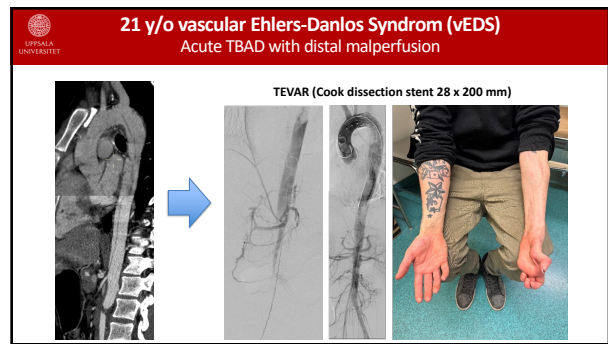 21 y/o vascular Ehlers-Danlos Syndrom (vEDS)
Acute TBAD with distal malperfusion
UPPSALA
UNIVERSITET
TEVAR (Cook dissection stent 28 x 200 mm)